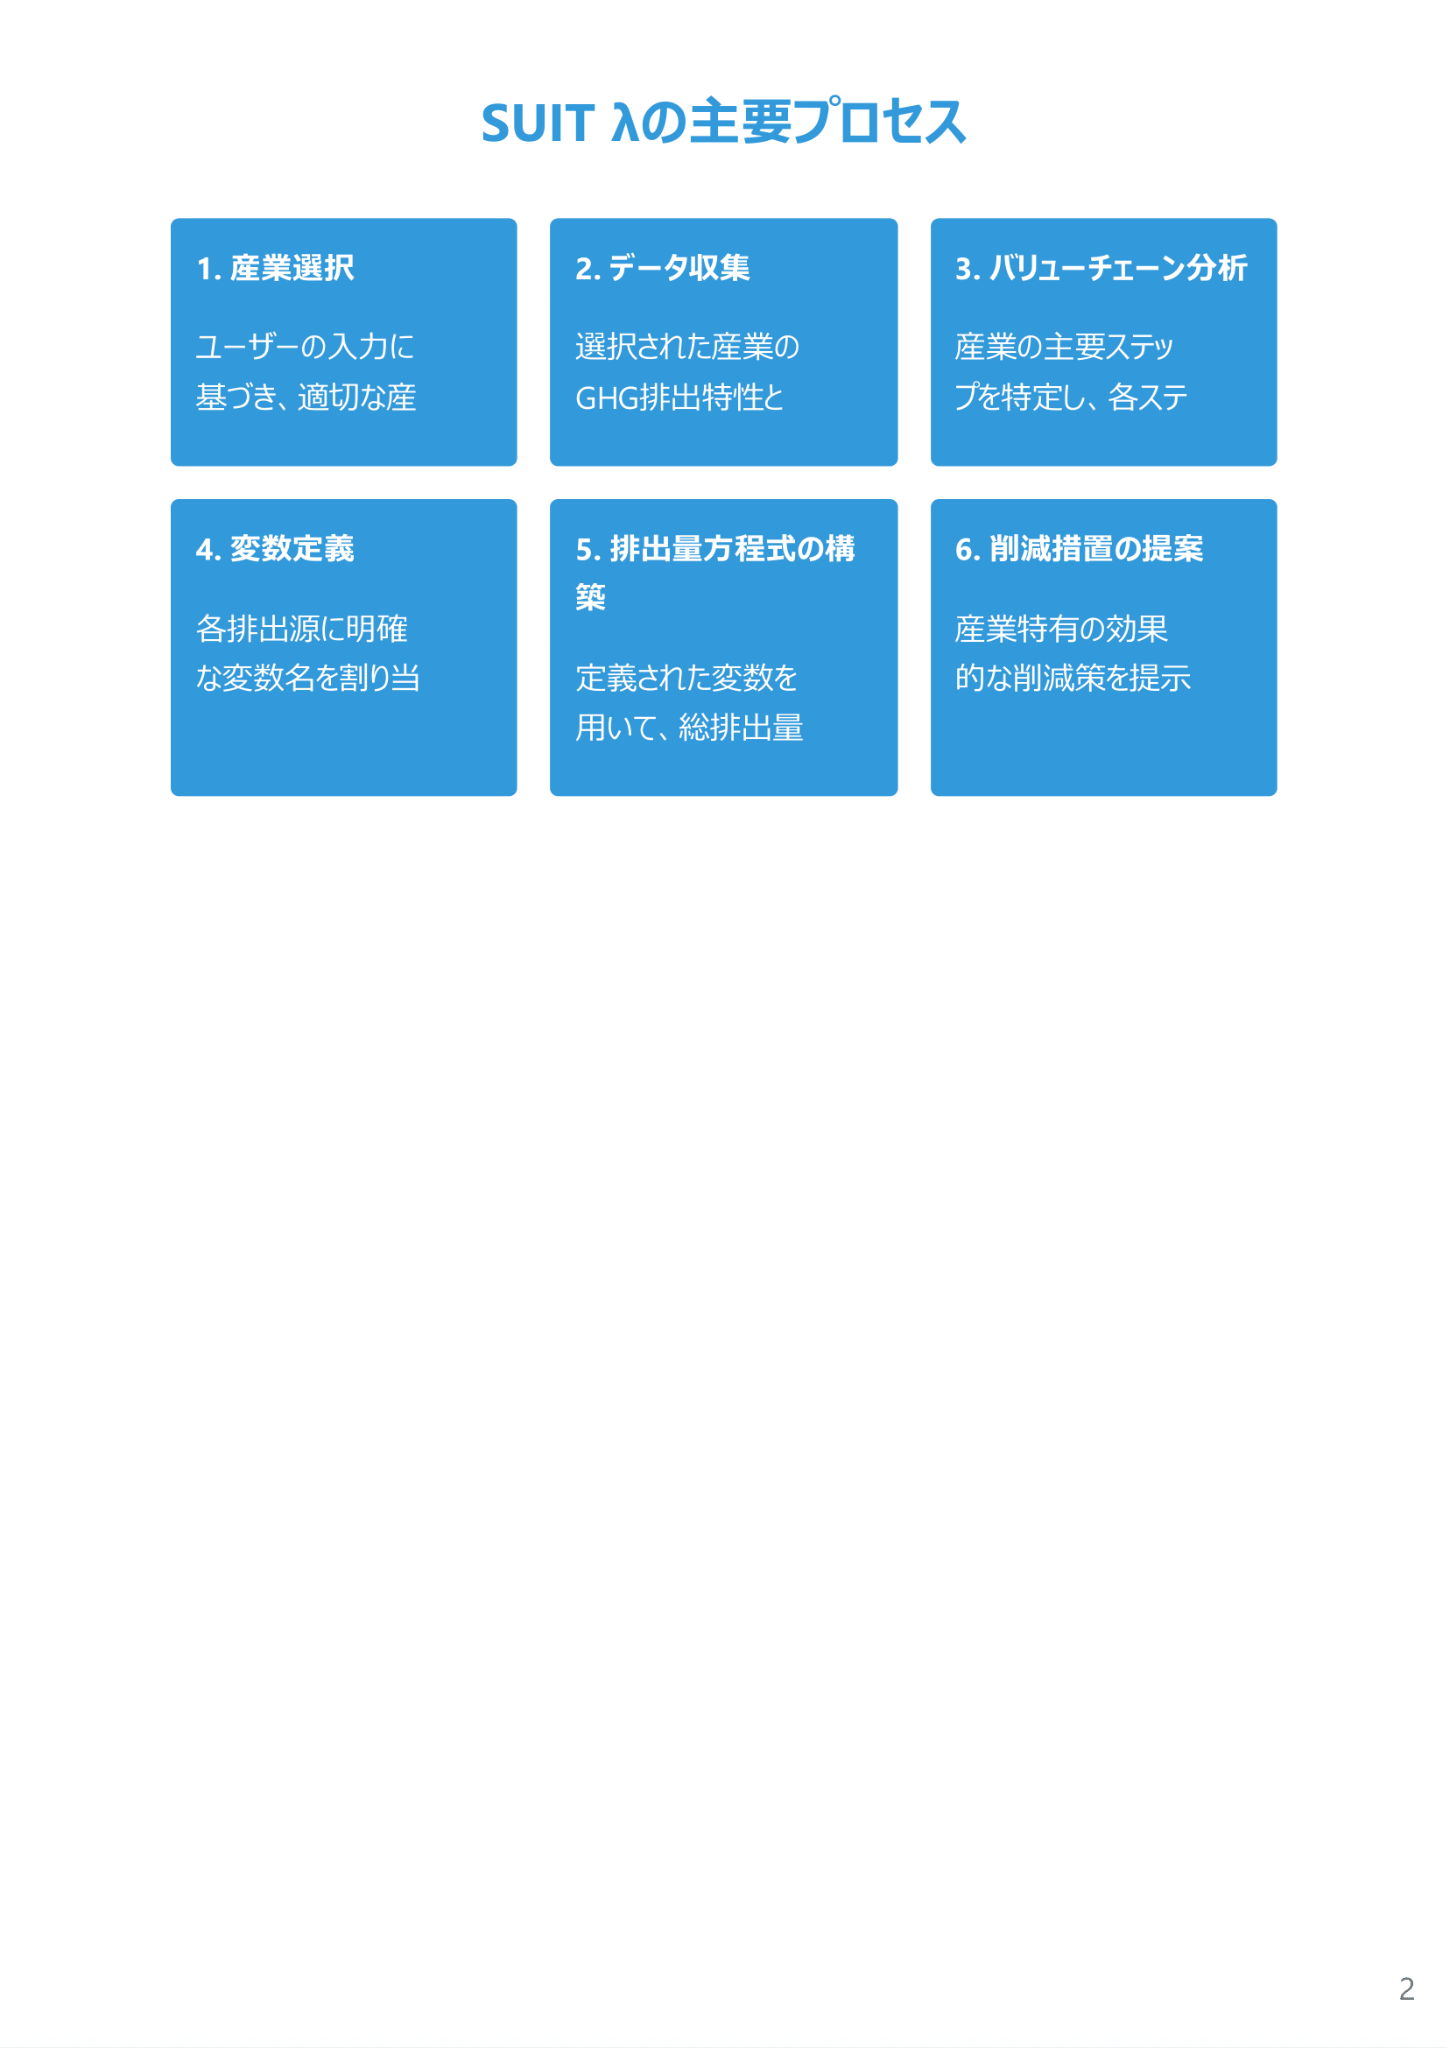 SUIT λの主要プロセス
1. 産業選択
ユーザーの入力に
基づき、適切な産
2. データ収集
選択された産業の
GHG排出特性と
3. バリューチェーン分析
産業の主要ステッ
プを特定し、各ステ
4. 変数定義
各排出源に明確
な変数名を割り当
5. 排出量方程式の構
築
定義された変数を
用いて、総排出量
6. 削減措置の提案
産業特有の効果
的な削減策を提示
2